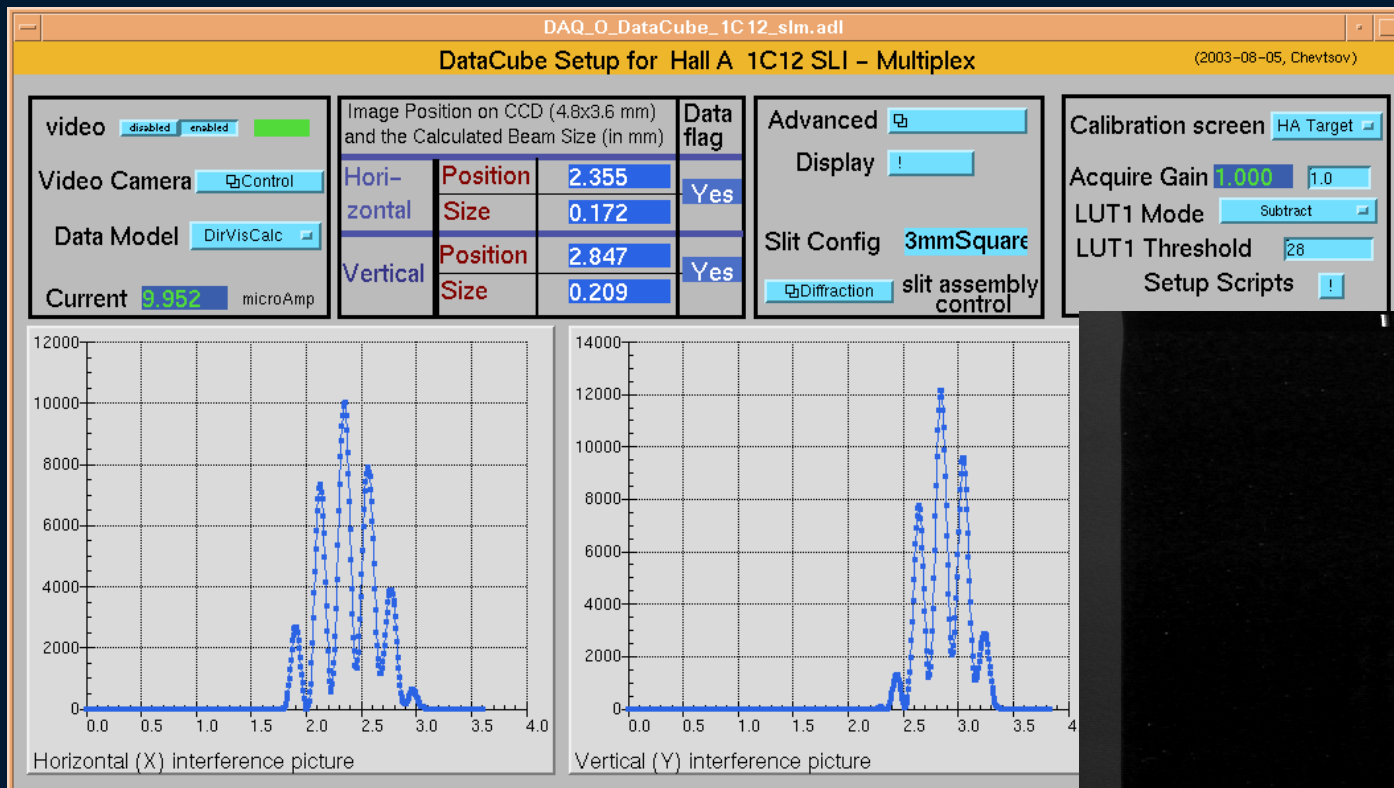 DAQ_O_DataCube_1C12_slm.adl
DataCube Setup for Hall A 1C12 SLI - Multiplex
(2003-08-05, Chevtsov)
video disabled enabled
Video Camera Control
Data Model DirVisCalc
Current 9.952 microAmp
Image Position on CCD (4.8x3.6 mm)
and the Calculated Beam Size (in mm)
Data
flag
Hori-
zontal
Position 2.355
Size 0.172
Yes
Vertical
Position 2.847
Size 0.209
Yes
Advanced
Display !
Slit Config 3mmSquare
Diffraction slit assembly
control
Calibration screen HA Target
Acquire Gain 1.000 1.0
LUT1 Mode Subtract
LUT1 Threshold 28
Setup Scripts !
12000
10000
8000
6000
4000
2000
0
0.0 0.5 1.0 1.5 2.0 2.5 3.0 3.5 4.0
Horizontal (X) interference picture
14000
12000
10000
8000
6000
4000
2000
0
0.0 0.5 1.0 1.5 2.0 2.5 3.0 3.5 4.
Vertical (Y) interference picture